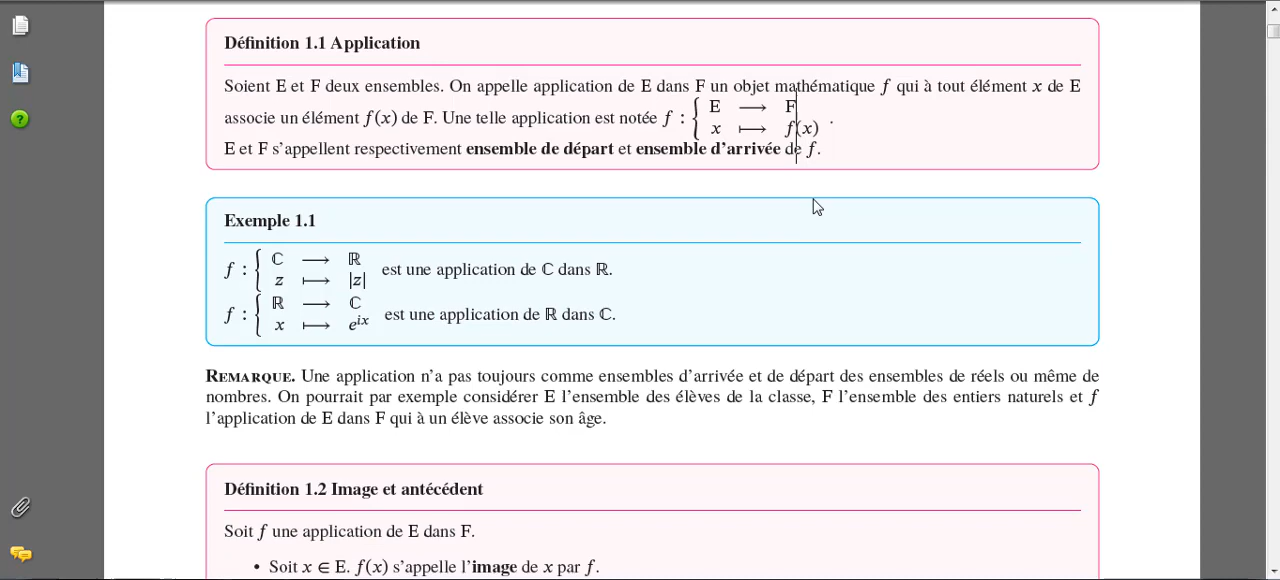 Définition 1.1 Application
Soient E et F deux ensembles. On appelle application de E dans F un objet mathématique f qui à tout élément x de E
associe un élément f(x) de F. Une telle application est notée f : { E ⟶ F
x ⟼ f(x) .
E et F s'appellent respectivement ensemble de départ et ensemble d'arrivée de f.
Exemple 1.1
f : { ℂ ⟶ ℝ
z ⟼ |z| est une application de ℂ dans ℝ.
f : { ℝ ⟶ ℂ
x ⟼ e^{ix} est une application de ℝ dans ℂ.
REMARQUE. Une application n'a pas toujours comme ensembles d'arrivée et de départ des ensembles de réels ou même de
nombres. On pourrait par exemple considérer E l'ensemble des élèves de la classe, F l'ensemble des entiers naturels et f
l'application de E dans F qui à un élève associe son âge.
Définition 1.2 Image et antécédent
Soit f une application de E dans F.
• Soit x ∈ E. f(x) s'appelle l'image de x par f.